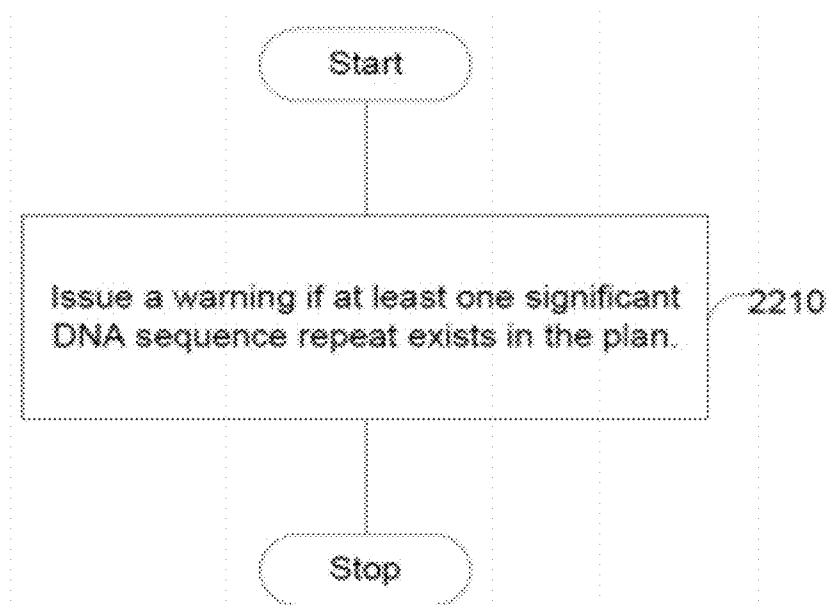 Start
Issue a warning if at least one significant
DNA sequence repeat exists in the plan.
2210
Stop